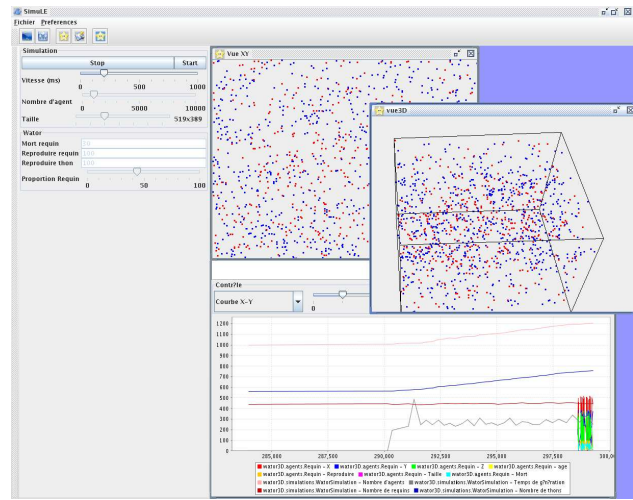 SimuLE
Fichier Preferences
Simulation
Stop Start
Vitesse (ns)
0 500 1000
Nombre d'agent
0 5000 10000
Taille 519x389
Water
Mort requin
Reproduire requin 100
Reproduire thon 100
Proportion Requin
0 50 100
Vue XY
vue3D
Contr?le
Courbe X-Y
0
1200
1100
1000
900
800
700
600
500
400
300
200
100
0
285,000 287,500 290,000 292,500 295,000 297,500 300,0
water3D.agents.Requin - X water3D.agents.Requin - Y water3D.agents.Requin - Z water3D.agents.Requin - age
water3D.agents.Requin - Reproduire water3D.agents.Requin - Taille water3D.agents.Requin - Mort
water3D.simulations.WaterSimulation - Nombre d'agents water3D.simulations.WaterSimulation - Temps de g?n?ration
water3D.simulations.WaterSimulation - Nombre de requins water3D.simulations.WaterSimulation - Nombre de thons